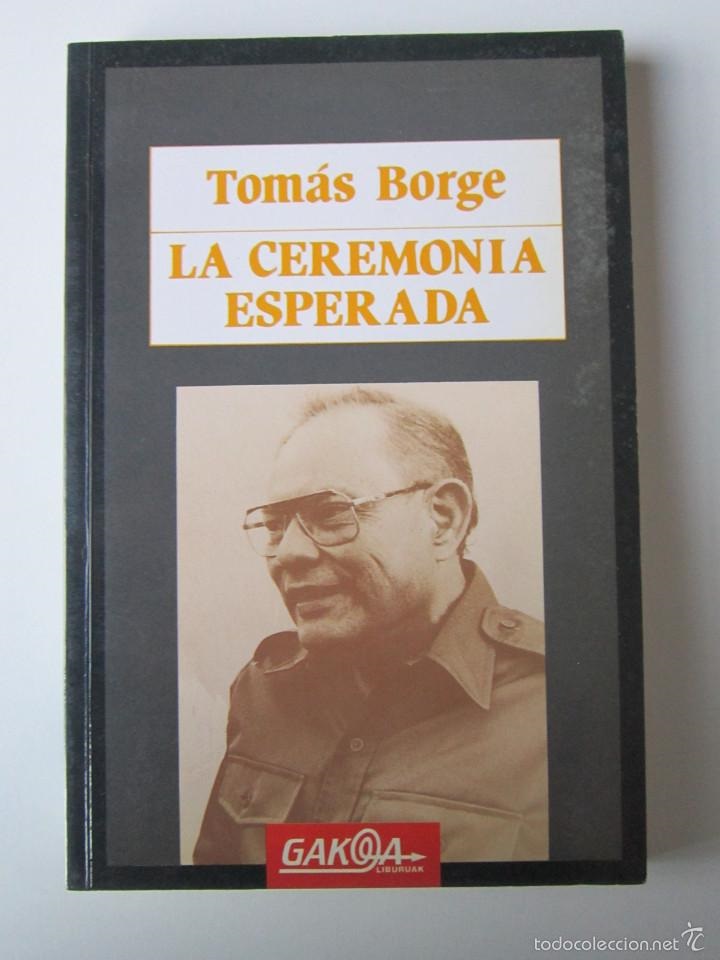 Tomás Borge
LA CEREMONIA
ESPERADA
GAKOA
LIBURUAK
todocoleccion.net